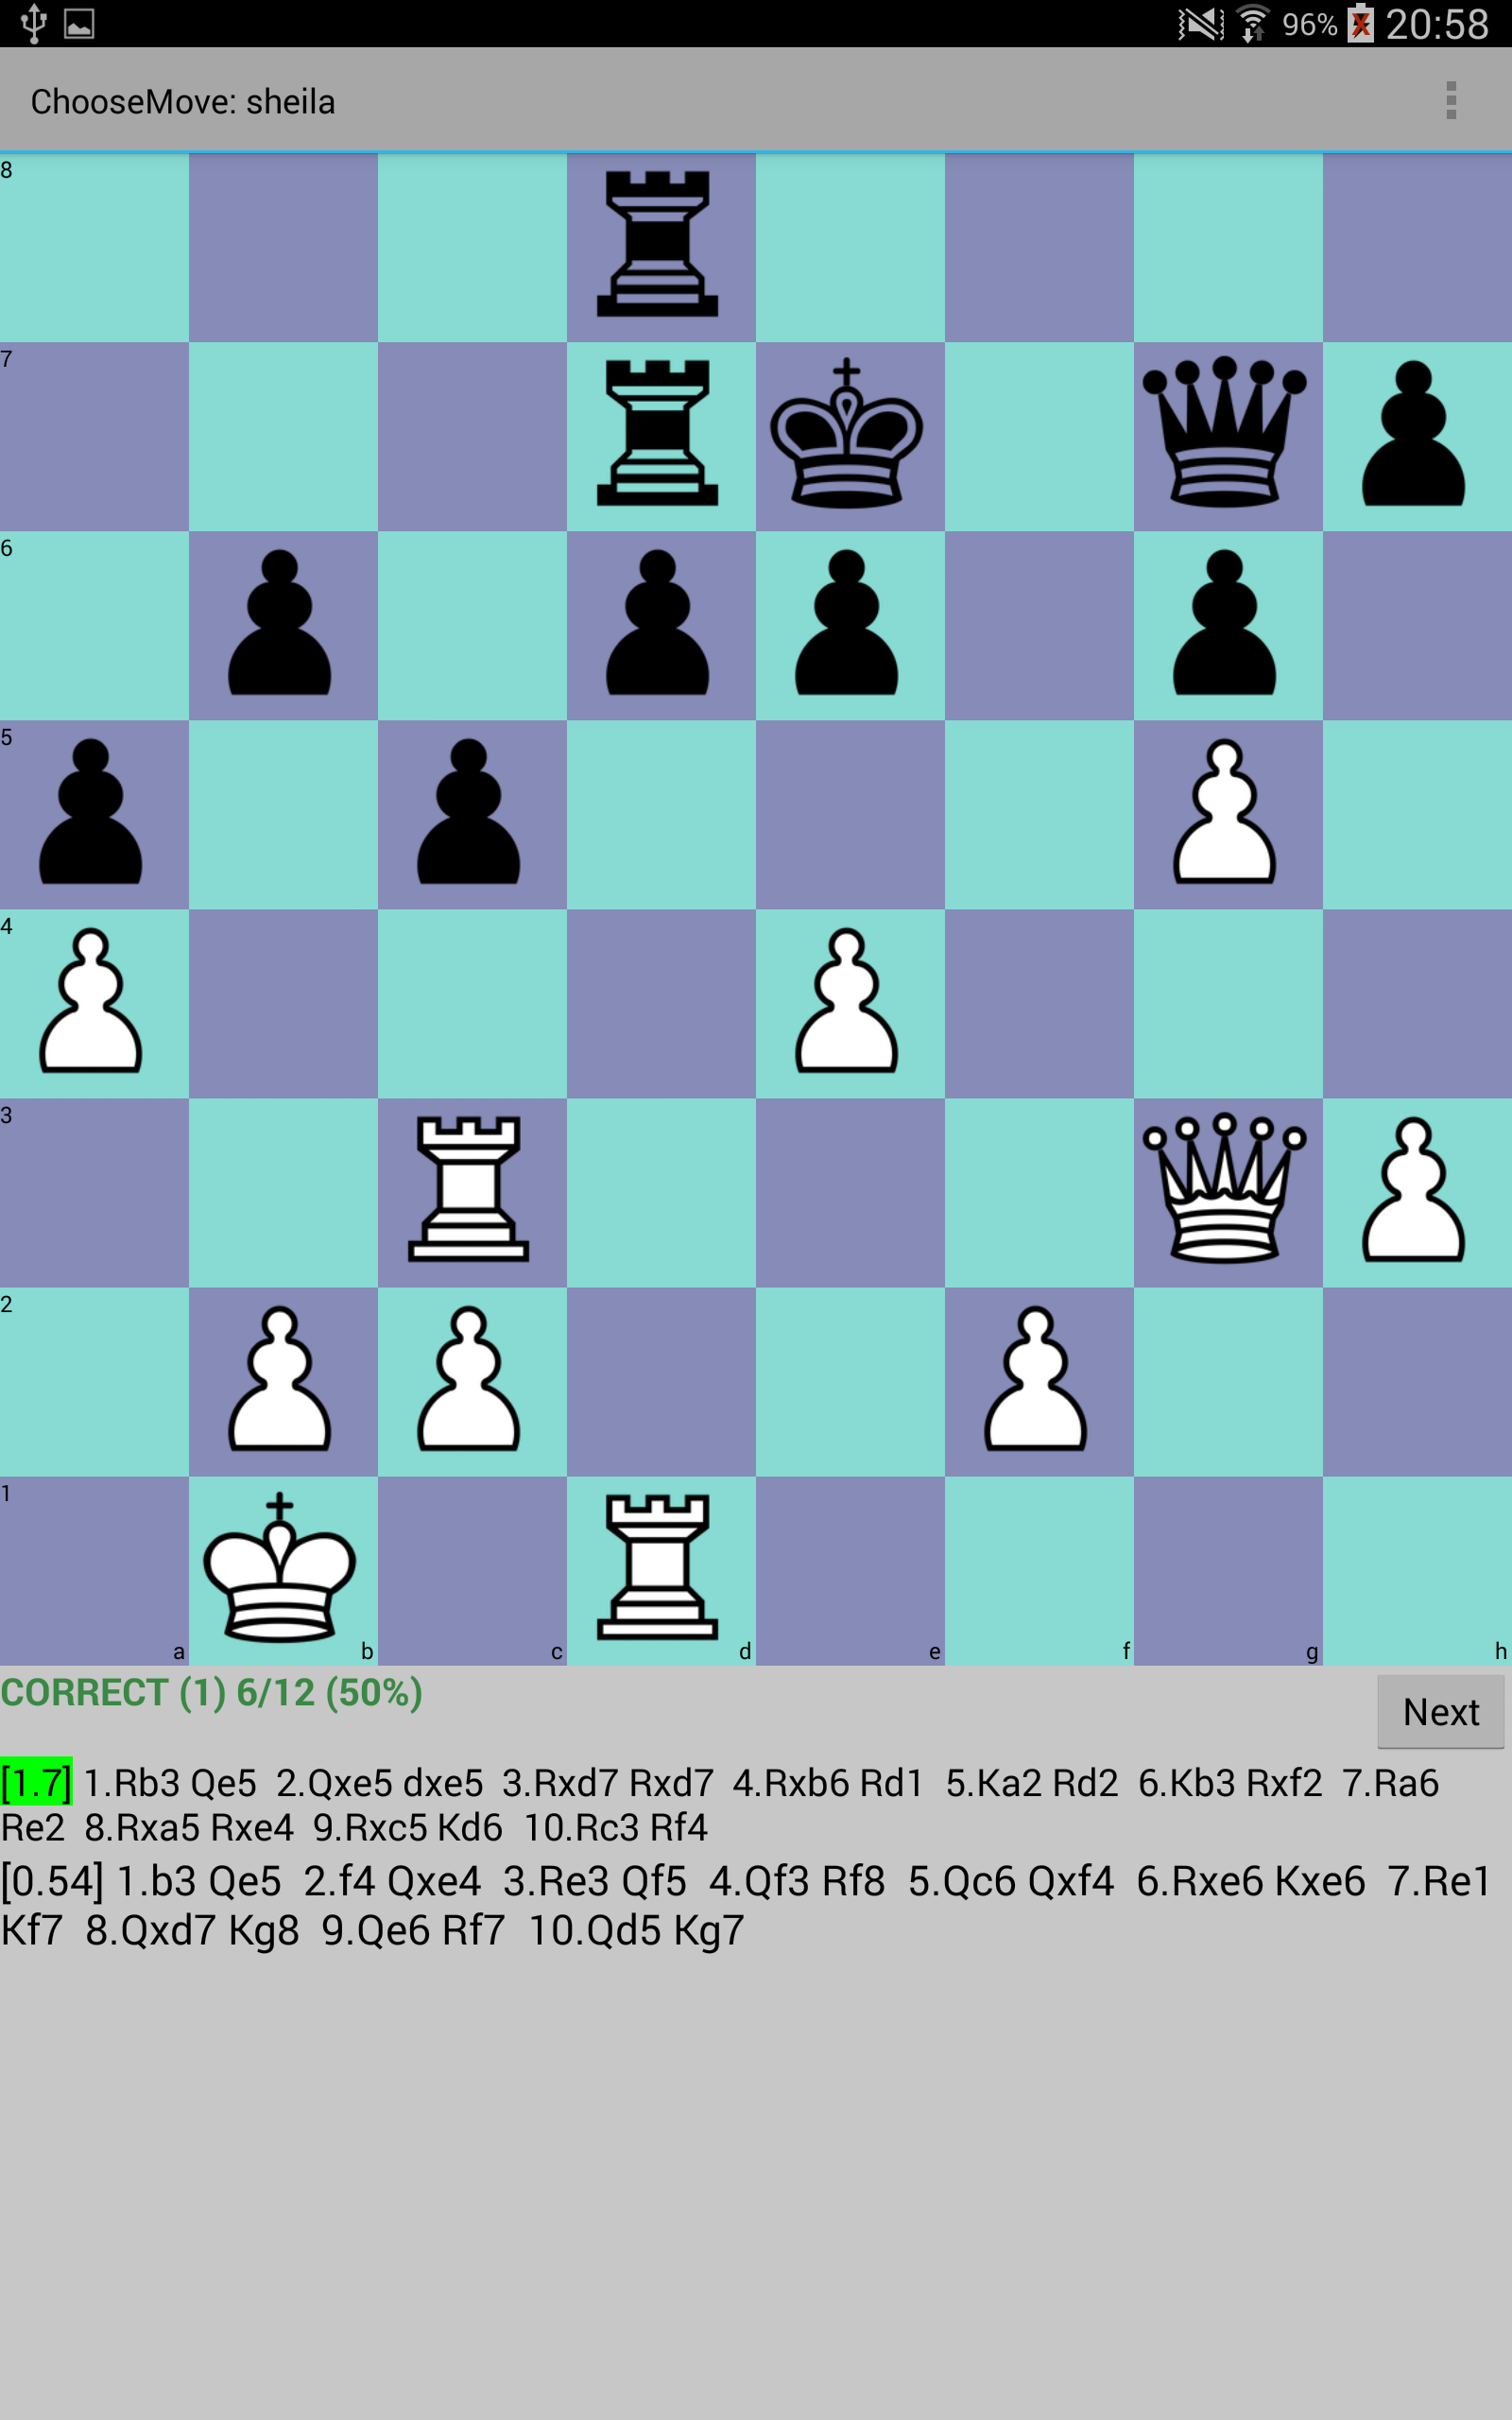 96% 20:58
ChooseMove: sheila
8
7
6
5
4
3
2
1
a b c d e f g h
CORRECT (1) 6/12 (50%)
Next
[1.7] 1.Rb3 Qe5 2.Qxe5 dxe5 3.Rxd7 Rxd7 4.Rxb6 Rd1 5.Ka2 Rd2 6.Kb3 Rxf2 7.Ra6
Re2 8.Rxa5 Rxe4 9.Rxc5 Kd6 10.Rc3 Rf4
[0.54] 1.b3 Qe5 2.f4 Qxe4 3.Re3 Qf5 4.Qf3 Rf8 5.Qc6 Qxf4 6.Rxe6 Kxe6 7.Re1
Kf7 8.Qxd7 Kg8 9.Qe6 Rf7 10.Qd5 Kg7